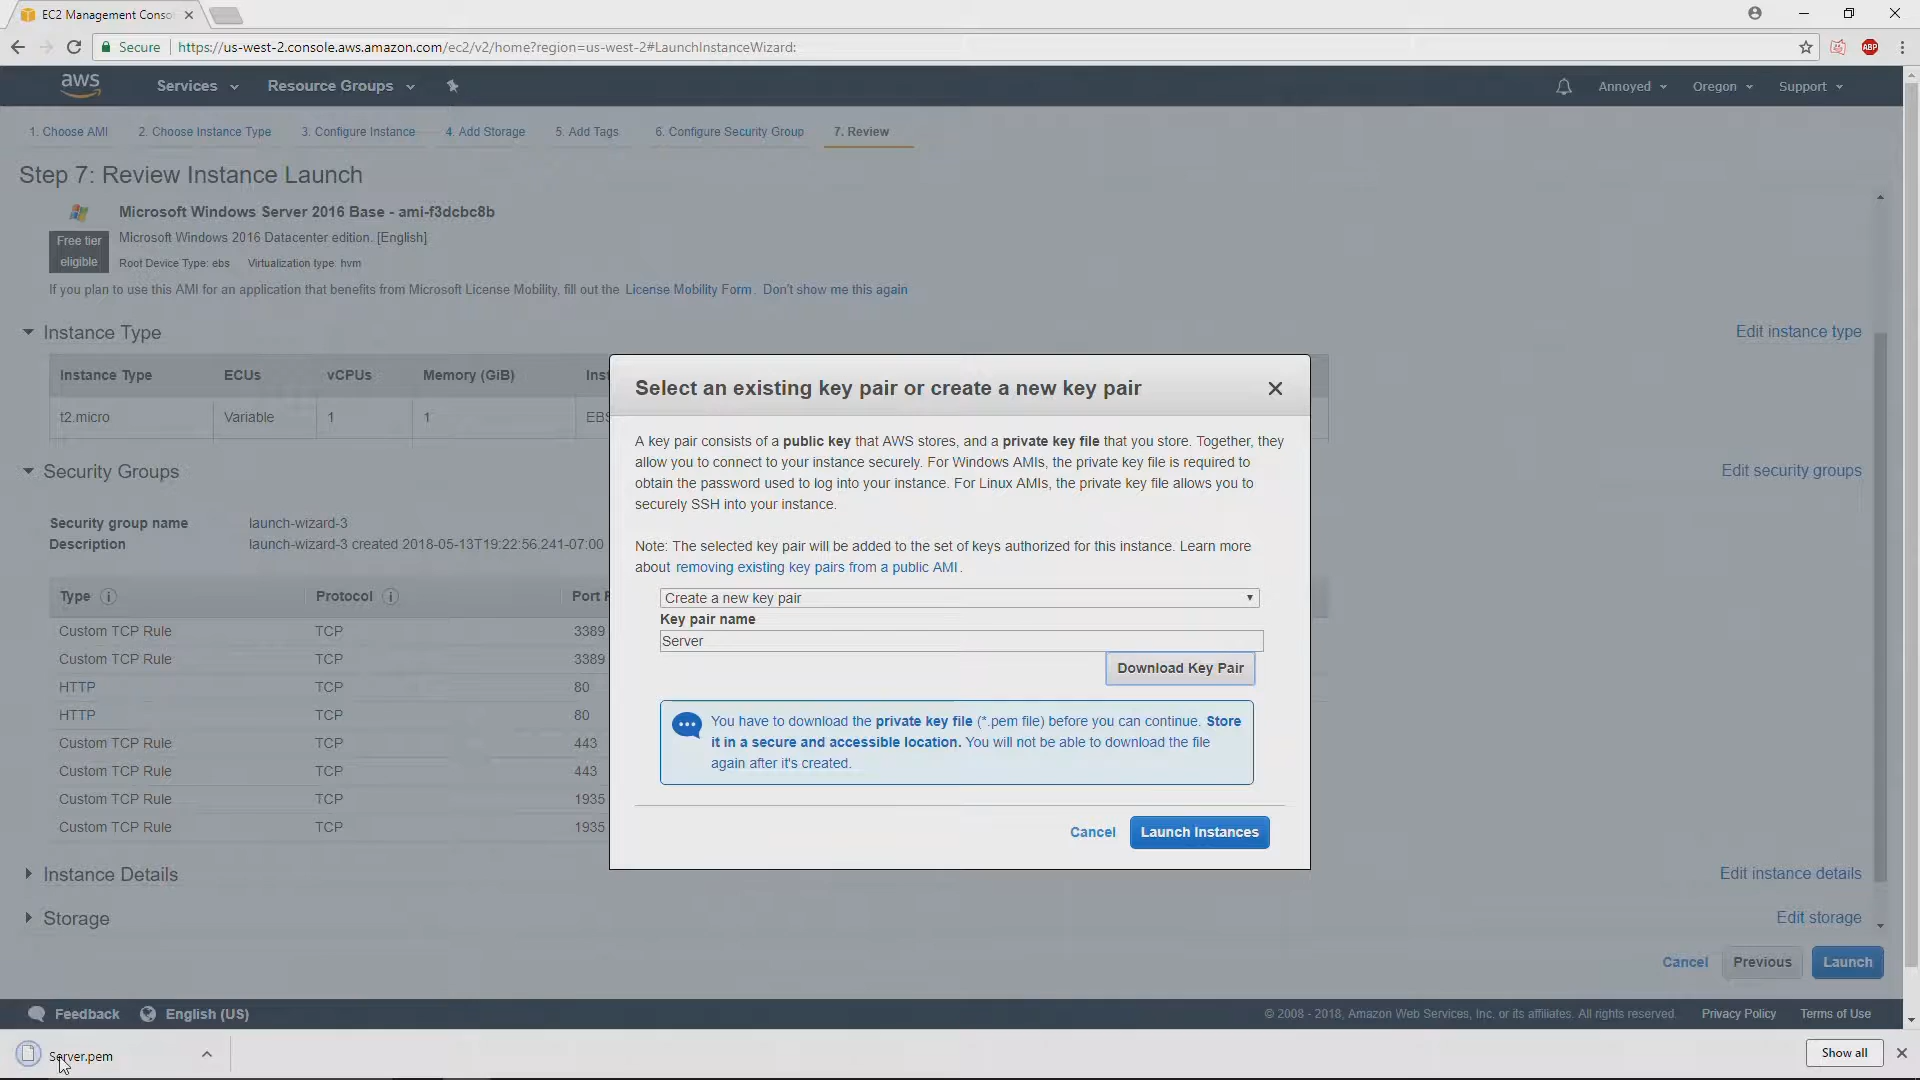 EC2 Management Conso
Secure
https://us-west-2.console.aws.amazon.com/ec2/v2/home?region=us-west-2#LaunchInstanceWizard:
ABP
aws Services Resource Groups Annoyed Oregon Support
1. Choose AMI 2. Choose Instance Type 3. Configure Instance 4. Add Storage 5. Add Tags 6. Configure Security Group 7. Review
Step 7: Review Instance Launch
Microsoft Windows Server 2016 Base - ami-f3dcbc8b
Free tier
eligible
Microsoft Windows 2016 Datacenter edition. [English]
Root Device Type: ebs Virtualization type: hvm
If you plan to use this AMI for an application that benefits from Microsoft License Mobility, fill out the License Mobility Form. Don't show me this again
Instance Type Edit instance type
Instance Type ECUs vCPUs Memory (GiB) Inst
t2.micro Variable 1 1 EBS
Security Groups Edit security groups
Security group name launch-wizard-3
Description launch-wizard-3 created 2018-05-13T19:22:56.241-07:00
Type Protocol Port R
Custom TCP Rule TCP 3389
Custom TCP Rule TCP 3389
HTTP TCP 80
HTTP TCP 80
Custom TCP Rule TCP 443
Custom TCP Rule TCP 443
Custom TCP Rule TCP 1935
Custom TCP Rule TCP 1935
Instance Details Edit instance details
Storage Edit storage
Cancel Previous Launch
Select an existing key pair or create a new key pair
A key pair consists of a public key that AWS stores, and a private key file that you store. Together, they
allow you to connect to your instance securely. For Windows AMIs, the private key file is required to
obtain the password used to log into your instance. For Linux AMIs, the private key file allows you to
securely SSH into your instance.
Note: The selected key pair will be added to the set of keys authorized for this instance. Learn more
about removing existing key pairs from a public AMI.
Create a new key pair
Key pair name
Server
Download Key Pair
You have to download the private key file (*.pem file) before you can continue. Store
it in a secure and accessible location. You will not be able to download the file
again after it's created.
Cancel Launch Instances
Feedback English (US) © 2008 - 2018, Amazon Web Services, Inc. or its affiliates. All rights reserved. Privacy Policy Terms of Use
Server.pem Show all